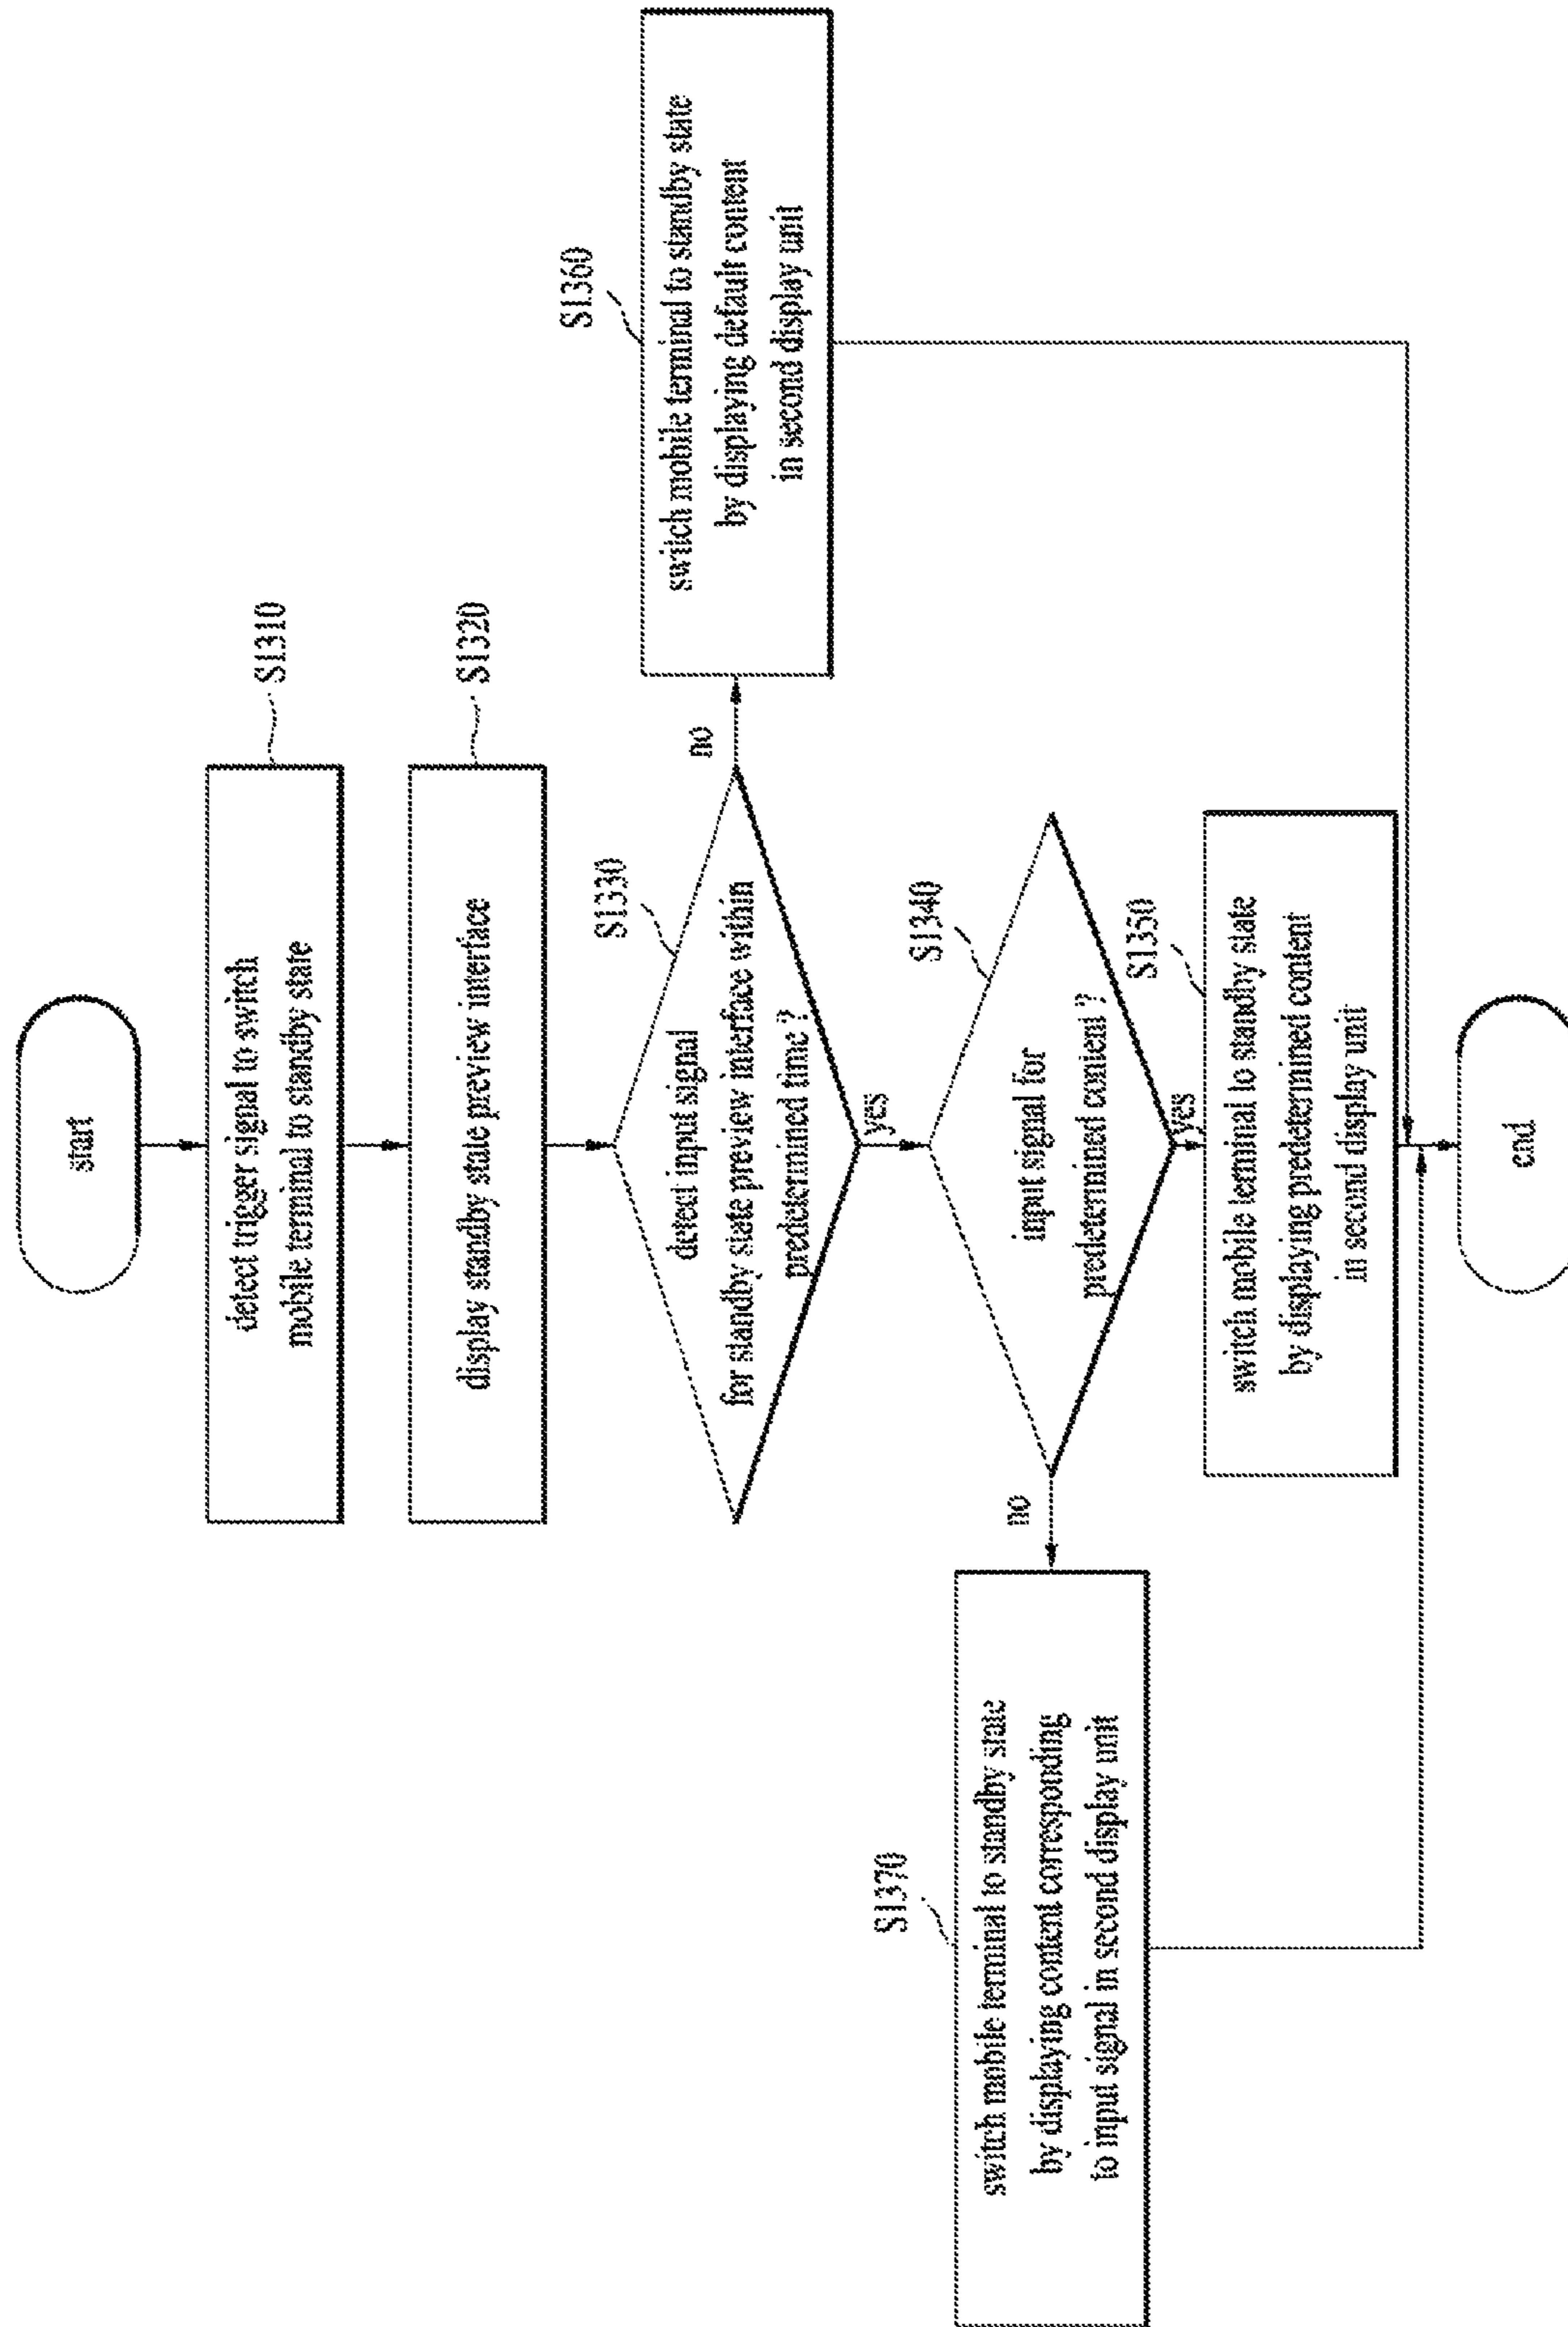 start
S1310
detect trigger signal to switch
mobile terminal to standby state
S1320
display standby state preview interface
S1330
detect input signal
for standby state preview interface within
predetermined time ?
no
S1360
switch mobile terminal to standby state
by displaying default content
in second display unit
yes
S1340
input signal for
predetermined content ?
no
S1370
switch mobile terminal to standby state
by displaying content corresponding
to input signal in second display unit
yes
S1350
switch mobile terminal to standby state
by displaying predetermined content
in second display unit
end